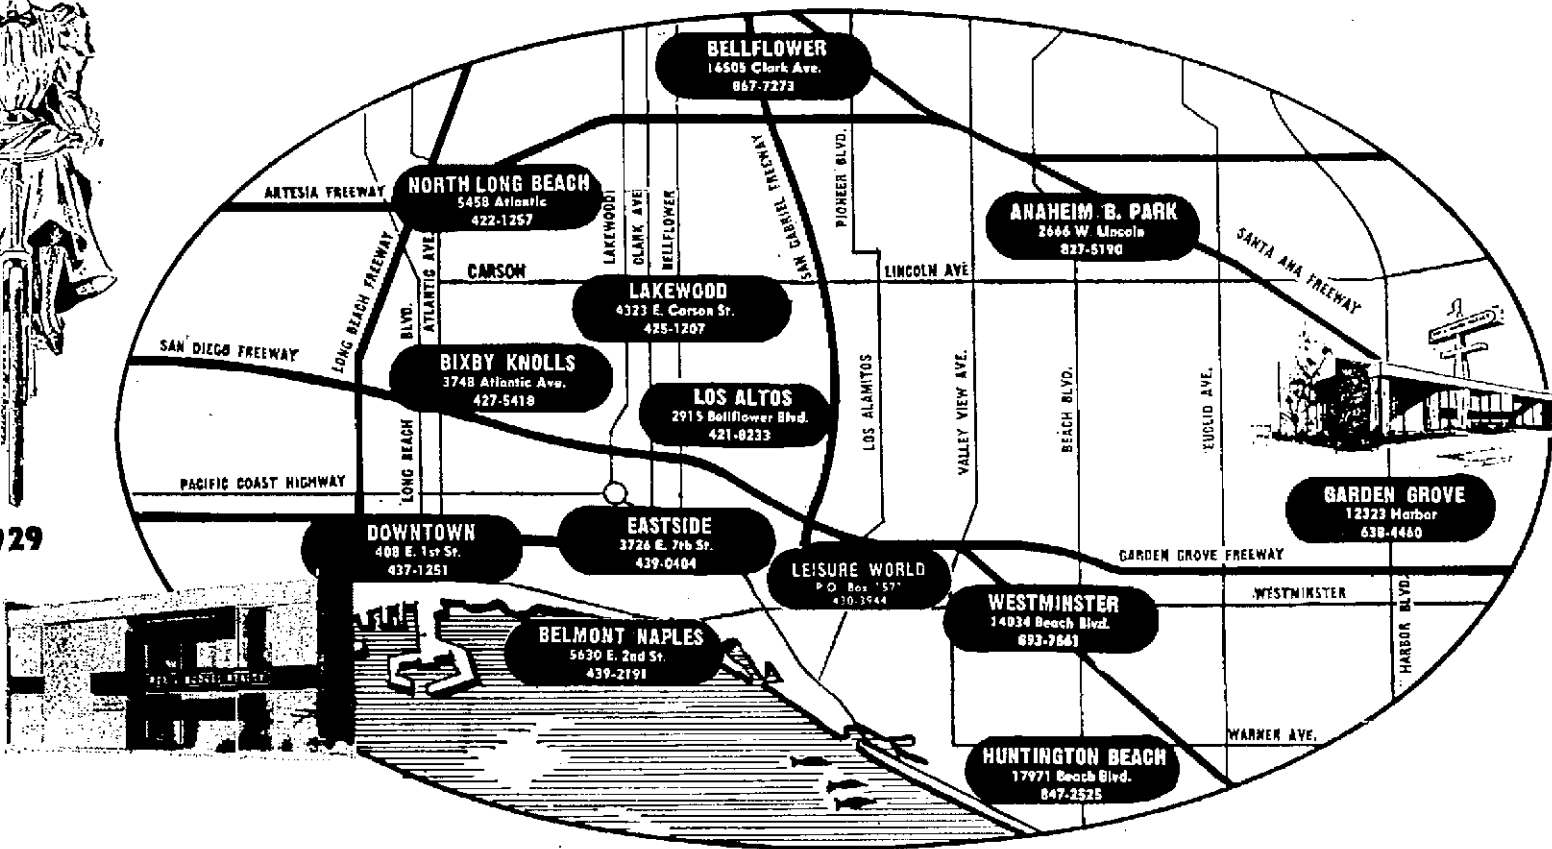 BELLFLOWER
16505 Clark Ave.
867-7273
ARTESIA FREEWAY
NORTH LONG BEACH
5458 Atlantic
422-1257
LAKEWOOD
CLARK AVE
BELLFLOWER
SAN GABRIEL FREEWAY
PIONEER BLVD.
ANAHEIM B. PARK
2666 W. Lincoln
827-5190
SANTA ANA FREEWAY
LONG BEACH FREEWAY
ATLANTIC AVE.
CARSON
LINCOLN AVE
LAKEWOOD
4323 E. Carson St.
425-1207
SAN DIEGO FREEWAY
LONG BEACH BLVD.
BIXBY KNOLLS
3748 Atlantic Ave.
427-5418
LOS ALTOS
2915 Bellflower Blvd.
421-8233
LOS ALAMITOS
VALLEY VIEW AVE.
BEACH BLVD.
EUCLID AVE.
PACIFIC COAST HIGHWAY
GARDEN GROVE
12323 Harbor
638-4460
29
DOWNTOWN
408 E. 1st St.
437-1251
EASTSIDE
3726 E. 7th St.
439-0404
LEISURE WORLD
P.O. Box
430-3944
GARDEN GROVE FREEWAY
WESTMINSTER
14034 Beach Blvd.
893-7661
WESTMINSTER
HARBOR BLVD.
BELMONT NAPLES
5630 E. 2nd St.
439-2191
WARNER AVE.
HUNTINGTON BEACH
17971 Beach Blvd.
847-2525